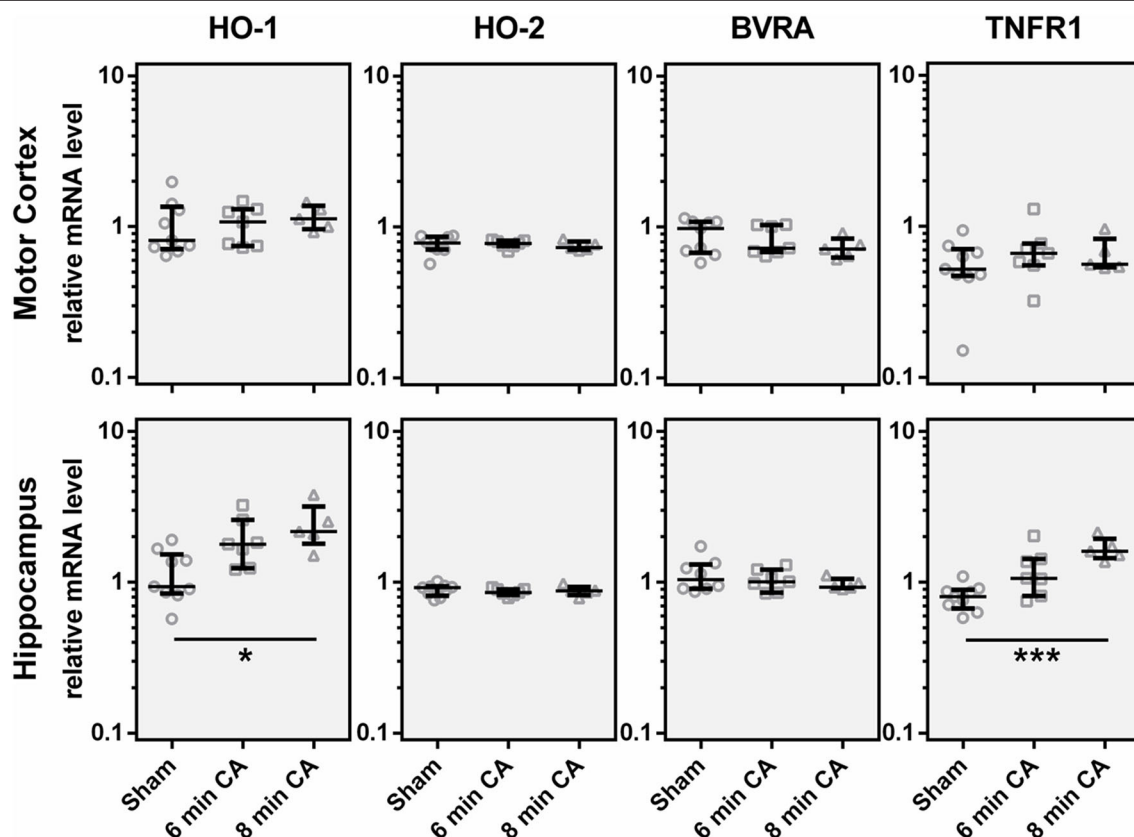 HO-1 HO-2 BVRA TNFR1
Motor Cortex
relative mRNA level
10 10 10 10
1 1 1 1
0.1 0.1 0.1 0.1
Hippocampus
relative mRNA level
10 10 10 10
1 1 1 1
* ***
0.1 0.1 0.1 0.1
Sham 6 min CA 8 min CA Sham 6 min CA 8 min CA Sham 6 min CA 8 min CA Sham 6 min CA 8 min CA